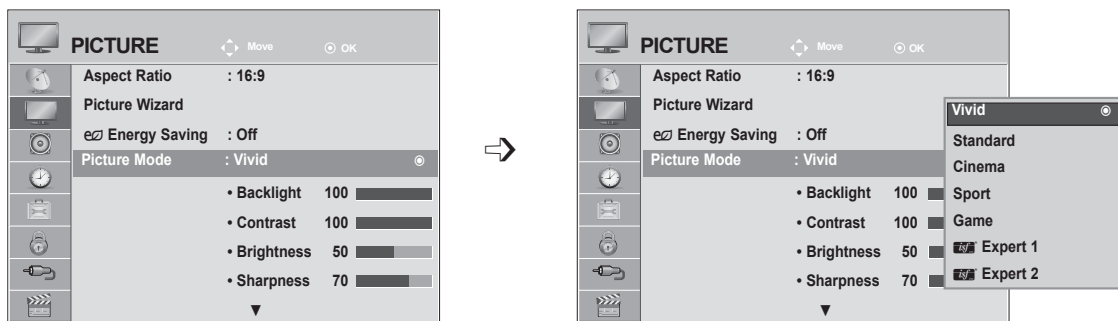 PICTURE Move OK
Aspect Ratio : 16:9
Picture Wizard
Energy Saving : Off
Picture Mode : Vivid
• Backlight 100
• Contrast 100
• Brightness 50
• Sharpness 70
▼
PICTURE Move OK
Aspect Ratio : 16:9
Picture Wizard
Energy Saving : Off
Picture Mode : Vivid
• Backlight 100
• Contrast 100
• Brightness 50
• Sharpness 70
▼
Vivid
Standard
Cinema
Sport
Game
isf Expert 1
isf Expert 2